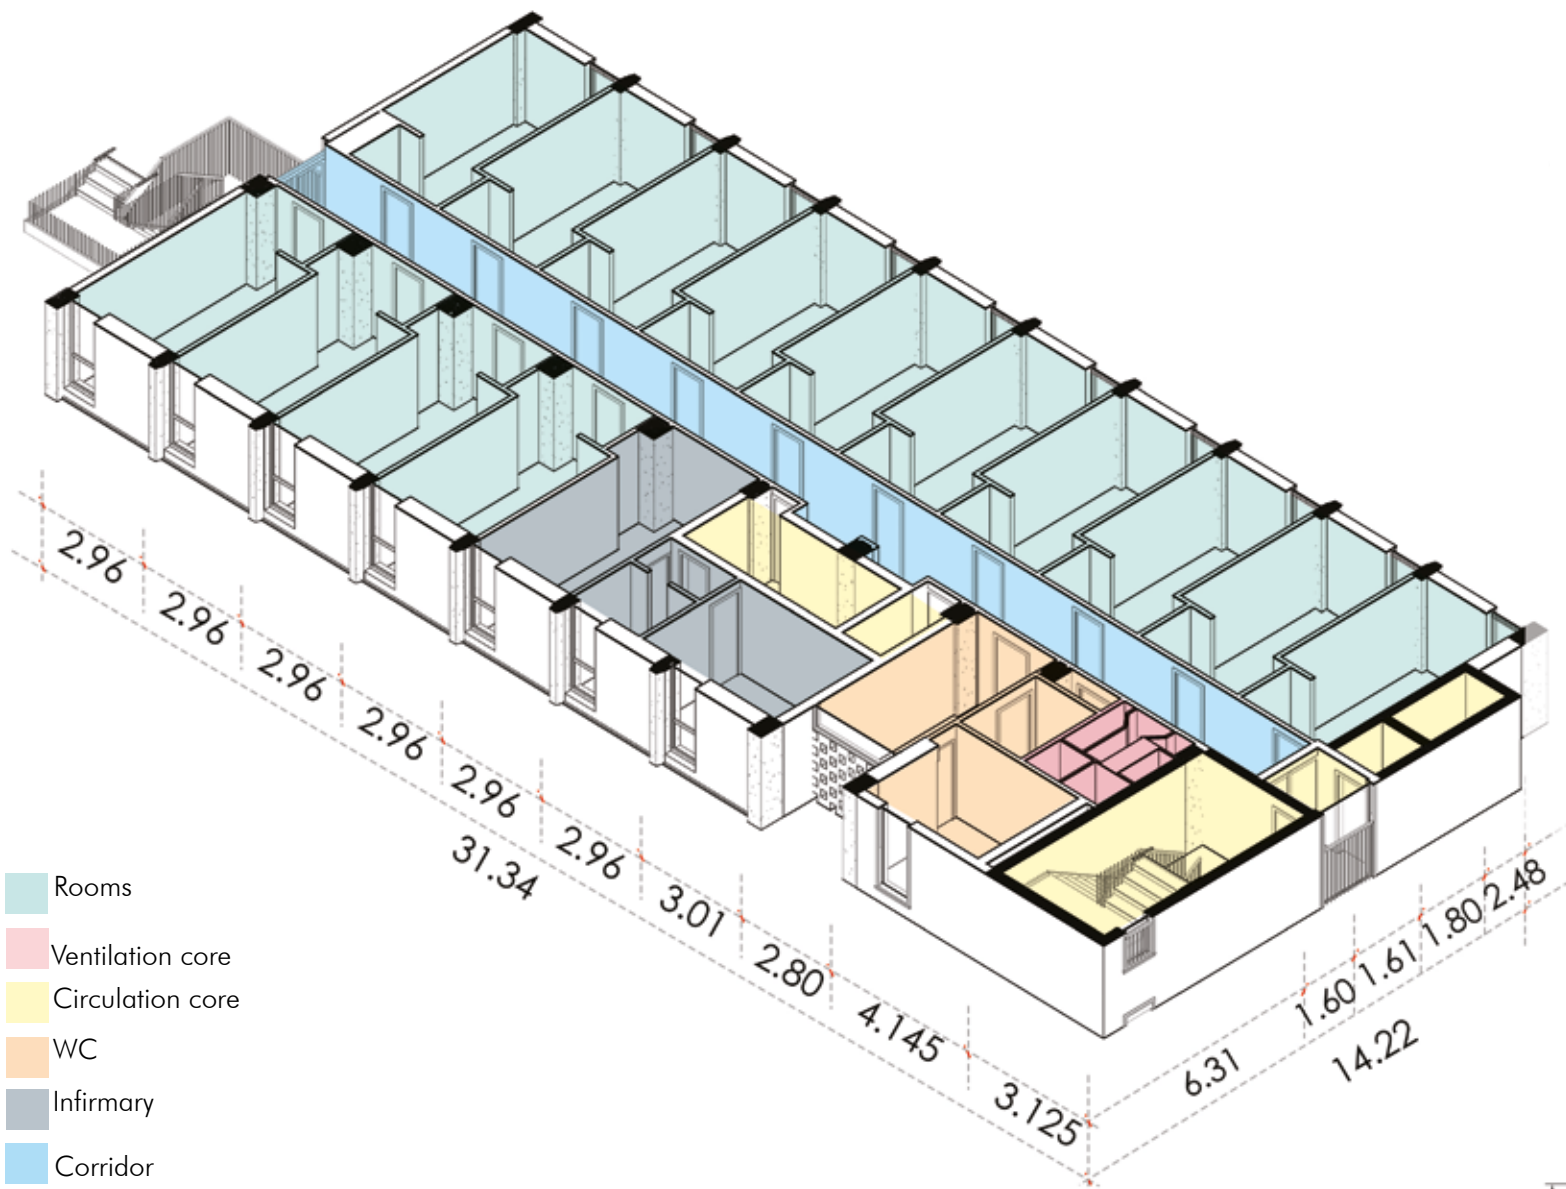 2.96
2.96
2.96
2.96
2.96
2.96
3.01
2.80
4.145
3.125
31.34
6.31
1.60
1.61
1.80
2.48
14.22
Rooms
Ventilation core
Circulation core
WC
Infirmary
Corridor